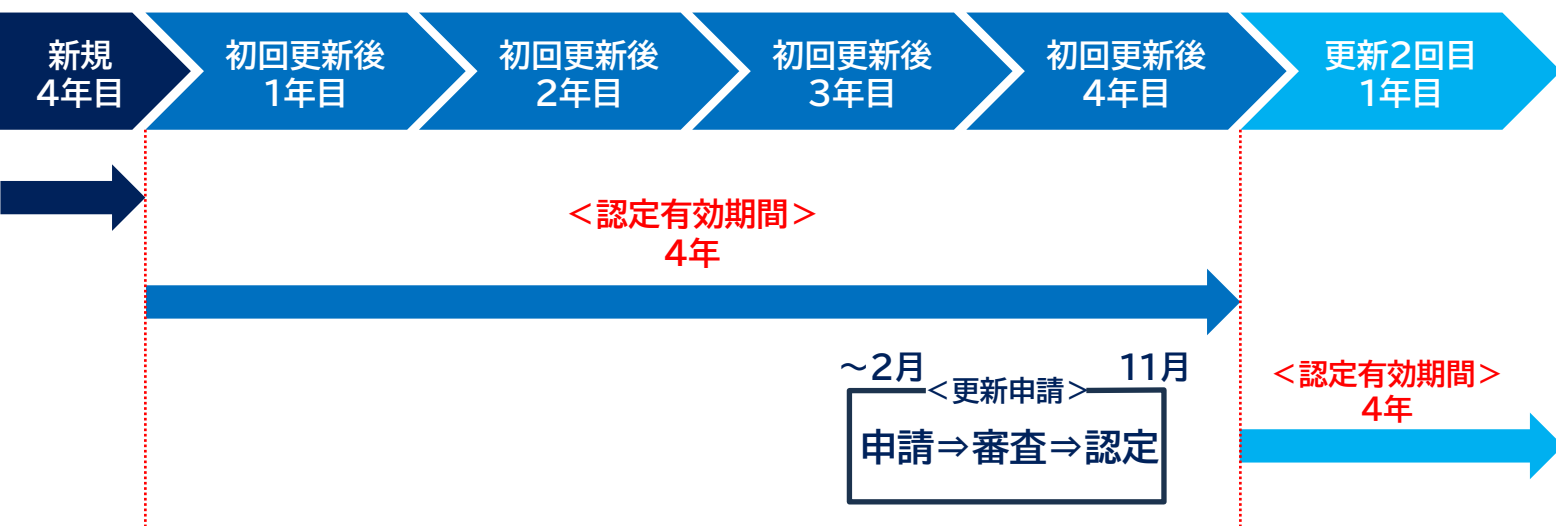 新規
4年目
初回更新後
1年目
初回更新後
2年目
初回更新後
3年目
初回更新後
4年目
更新2回目
1年目
＜認定有効期間＞
4年
～2月
11月
＜更新申請＞
申請⇒審査⇒認定
＜認定有効期間＞
4年